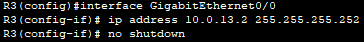 R3(config)#interface GigabitEthernet0/0
R3(config-if)# ip address 10.0.13.2 255.255.255.252
R3(config-if)# no shutdown